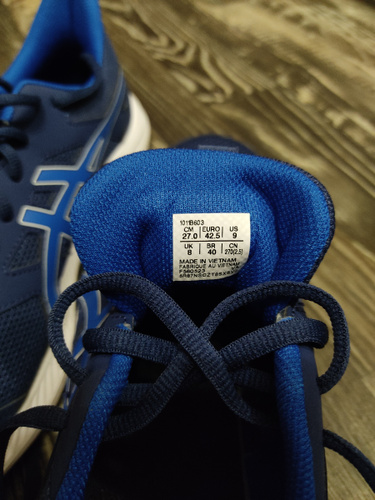 1011B603
CM EURO US
27.0 42.5 9
UK BR CN
8 40 270(2.5)
MADE IN VIETNAM
FABRIQUE AU VIETNAM